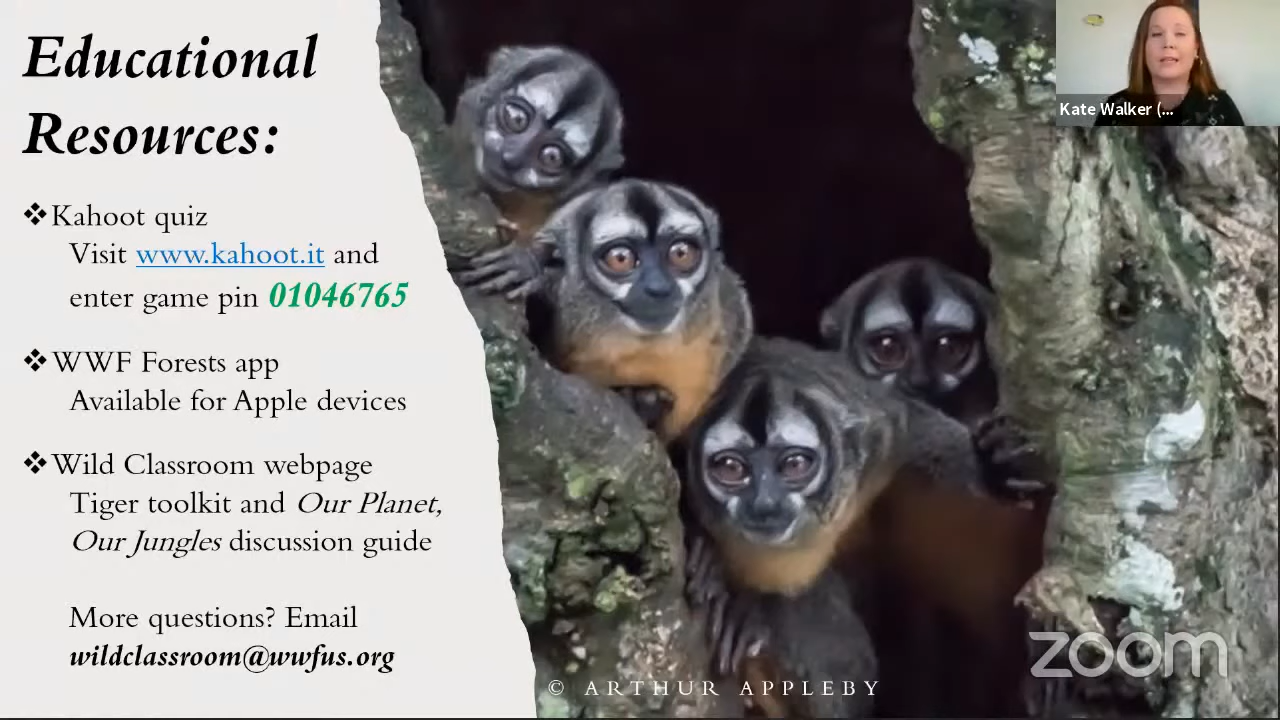 Educational
Resources:
❖Kahoot quiz
Visit www.kahoot.it and
enter game pin 01046765
❖WWF Forests app
Available for Apple devices
❖Wild Classroom webpage
Tiger toolkit and Our Planet,
Our Jungles discussion guide
More questions? Email
wildclassroom@wwfus.org
© ARTHUR APPLEBY
Kate Walker (...
zoom